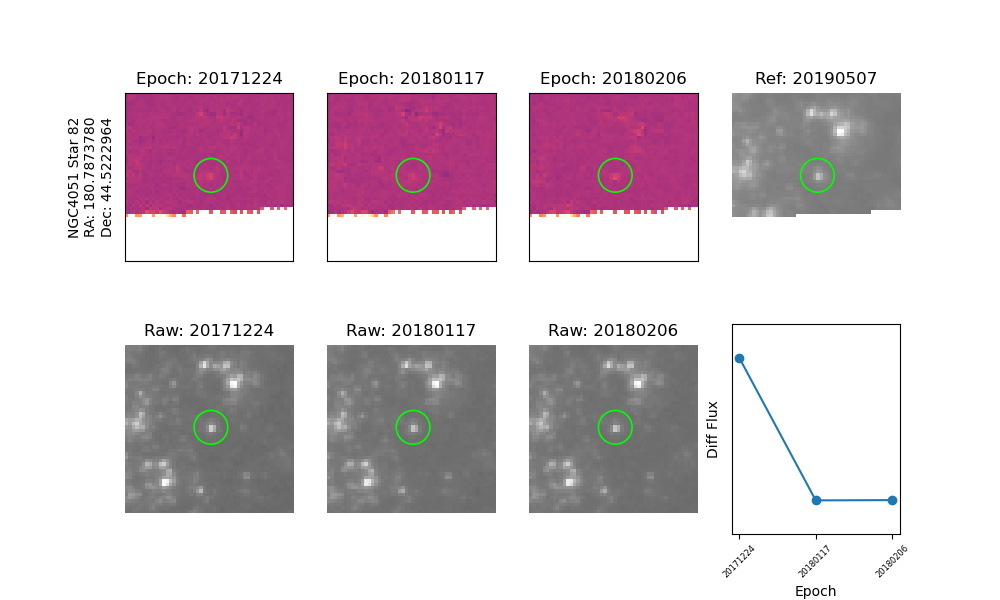 NGC4051 Star 82
RA: 180.7873780
Dec: 44.5222964
Epoch: 20171224
Epoch: 20180117
Epoch: 20180206
Ref: 20190507
Raw: 20171224
Raw: 20180117
Raw: 20180206
Diff Flux
20171224
20180117
20180206
Epoch